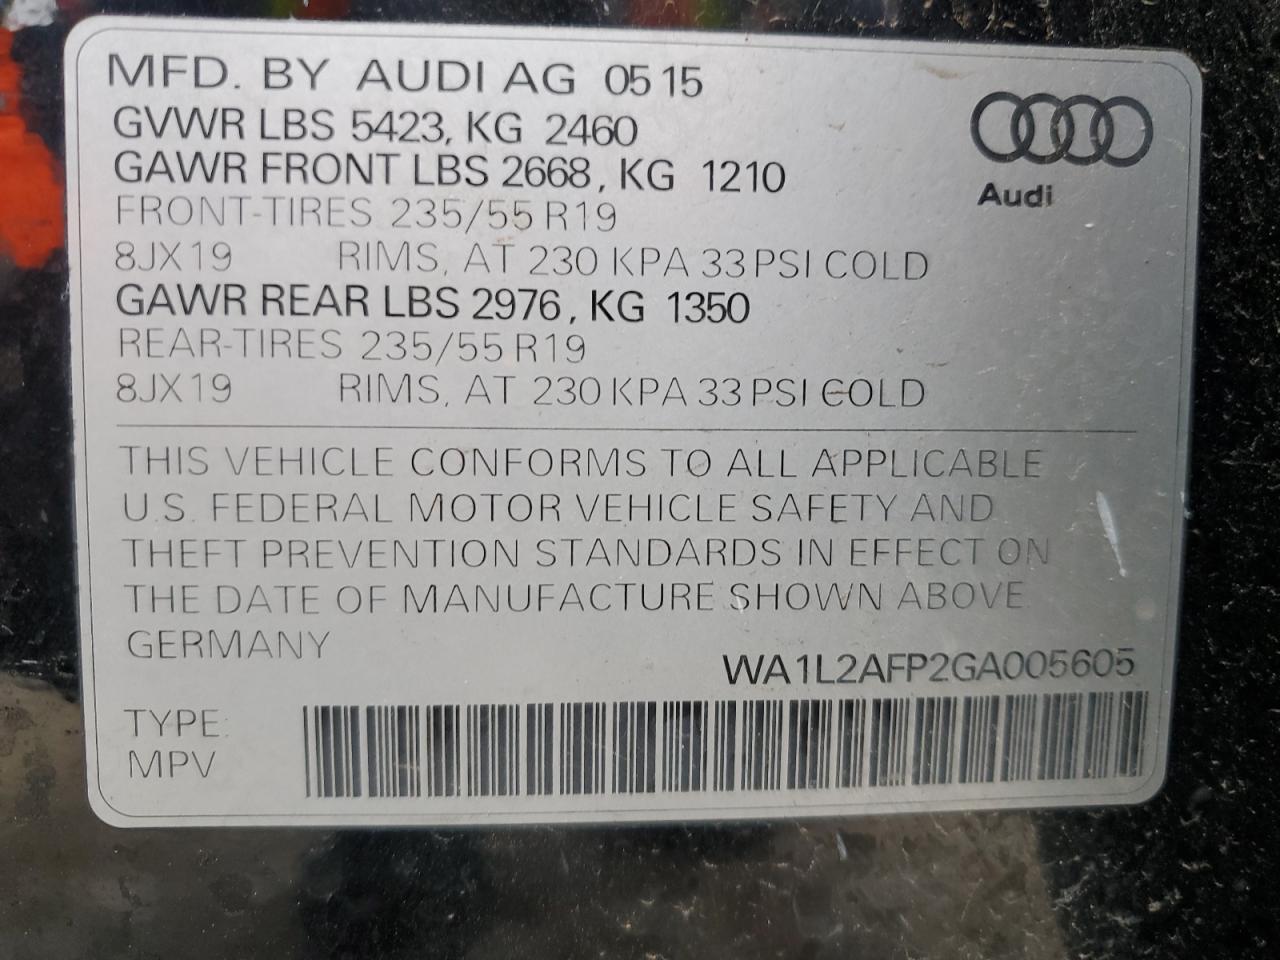 MFD. BY AUDI AG 0515
GVWR LBS 5423, KG 2460
GAWR FRONT LBS 2668, KG 1210
FRONT-TIRES 235/55 R19
8JX19 RIMS, AT 230 KPA 33 PSI COLD
GAWR REAR LBS 2976, KG 1350
REAR-TIRES 235/55 R19
8JX19 RIMS, AT 230 KPA 33 PSI COLD
Audi
THIS VEHICLE CONFORMS TO ALL APPLICABLE
U.S. FEDERAL MOTOR VEHICLE SAFETY AND
THEFT PREVENTION STANDARDS IN EFFECT ON
THE DATE OF MANUFACTURE SHOWN ABOVE.
GERMANY
WA1L2AFP2GA005605
TYPE:
MPV